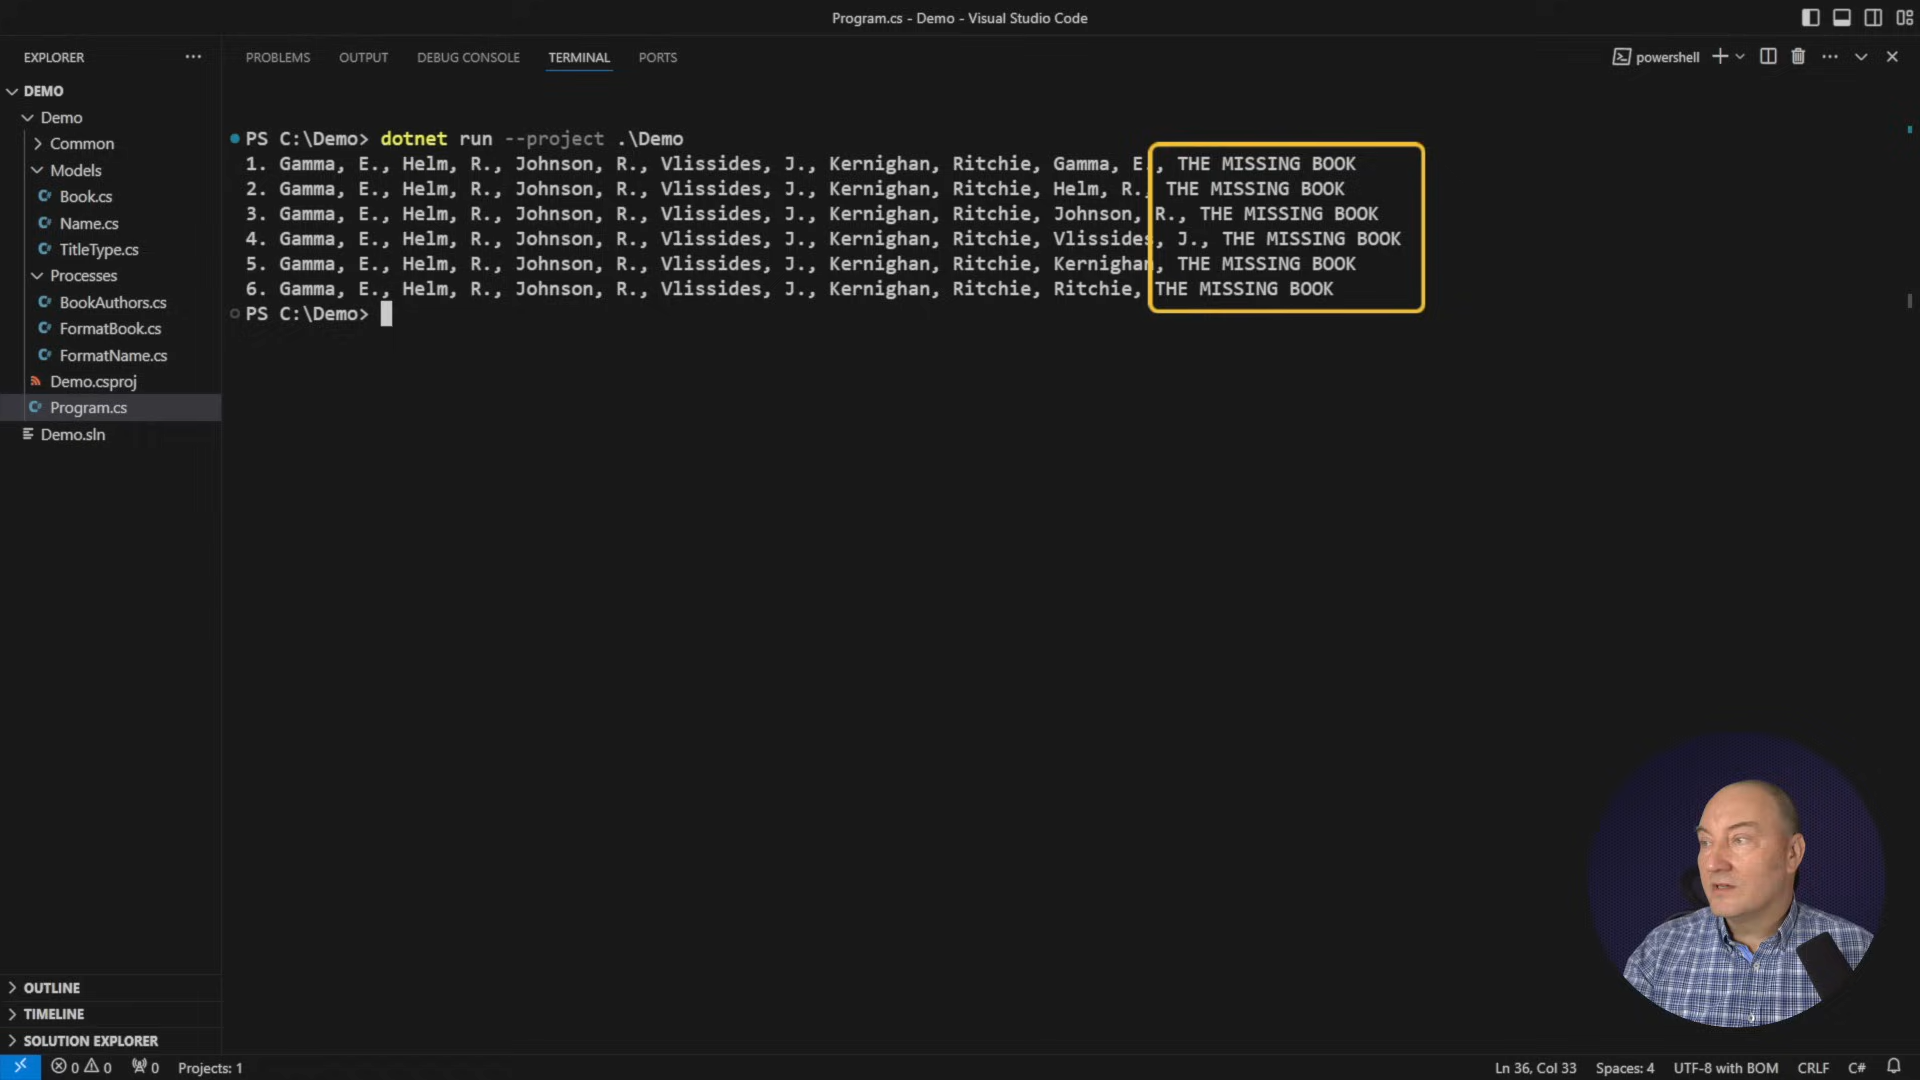 Program.cs - Demo - Visual Studio Code
EXPLORER
PROBLEMS
OUTPUT
DEBUG CONSOLE
TERMINAL
PORTS
powershell
DEMO
Demo
Common
Models
Book.cs
Name.cs
TitleType.cs
Processes
BookAuthors.cs
FormatBook.cs
FormatName.cs
Demo.csproj
Program.cs
Demo.sln
PS C:\Demo> dotnet run --project .\Demo
1. Gamma, E., Helm, R., Johnson, R., Vlissides, J., Kernighan, Ritchie, Gamma, E., THE MISSING BOOK
2. Gamma, E., Helm, R., Johnson, R., Vlissides, J., Kernighan, Ritchie, Helm, R., THE MISSING BOOK
3. Gamma, E., Helm, R., Johnson, R., Vlissides, J., Kernighan, Ritchie, Johnson, R., THE MISSING BOOK
4. Gamma, E., Helm, R., Johnson, R., Vlissides, J., Kernighan, Ritchie, Vlissides, J., THE MISSING BOOK
5. Gamma, E., Helm, R., Johnson, R., Vlissides, J., Kernighan, Ritchie, Kernighan, THE MISSING BOOK
6. Gamma, E., Helm, R., Johnson, R., Vlissides, J., Kernighan, Ritchie, Ritchie, THE MISSING BOOK
PS C:\Demo>
OUTLINE
TIMELINE
SOLUTION EXPLORER
0 0 0 Projects: 1
Ln 36, Col 33 Spaces: 4 UTF-8 with BOM CRLF C#